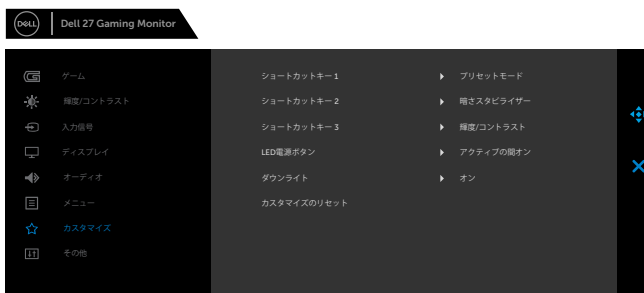 DELL
Dell 27 Gaming Monitor
ゲーム
ショートカットキー 1
プリセットモード
輝度/コントラスト
ショートカットキー 2
暗さスタビライザー
入力信号
ショートカットキー 3
輝度/コントラスト
ディスプレイ
LED電源ボタン
アクティブの間オン
オーディオ
ダウンライト
オン
メニュー
カスタマイズのリセット
カスタマイズ
その他